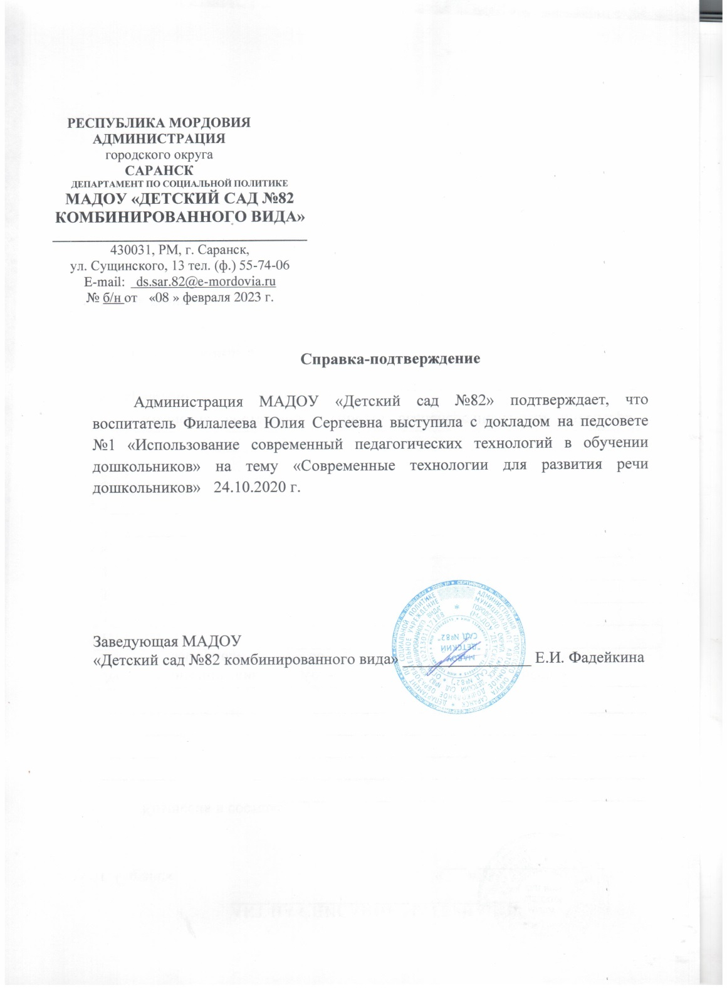 РЕСПУБЛИКА МОРДОВИЯ
АДМИНИСТРАЦИЯ
городского округа
САРАНСК
ДЕПАРТАМЕНТ ПО СОЦИАЛЬНОЙ ПОЛИТИКЕ
МАДОУ «ДЕТСКИЙ САД №82
КОМБИНИРОВАННОГО ВИДА»
430031, РМ, г. Саранск,
ул. Сущинского, 13 тел. (ф.) 55-74-06
E-mail: ds.sar.82@e-mordovia.ru
№ б/н от «08 » февраля 2023 г.
Справка-подтверждение
Администрация МАДОУ «Детский сад №82» подтверждает, что
воспитатель Филалеева Юлия Сергеевна выступила с докладом на педсовете
№1 «Использование современный педагогических технологий в обучении
дошкольников» на тему «Современные технологии для развития речи
дошкольников» 24.10.2020 г.
Заведующая МАДОУ
«Детский сад №82 комбинированного вида» Е.И. Фадейкина
МАДОУ
"ДЕТСКИЙ
САД №82"